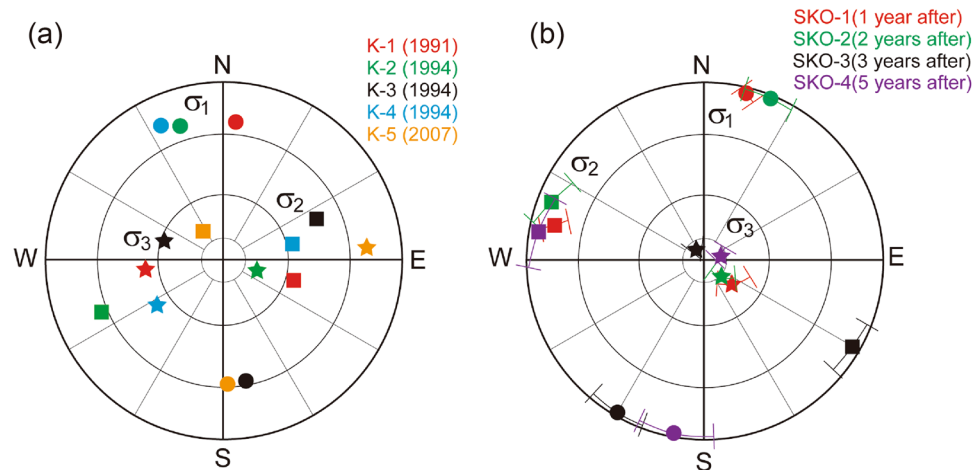 (a)
K-1 (1991)
K-2 (1994)
K-3 (1994)
K-4 (1994)
K-5 (2007)
N
σ1
σ2
σ3
W
E
S
(b)
SKO-1(1 year after)
SKO-2(2 years after)
SKO-3(3 years after)
SKO-4(5 years after)
N
σ1
σ2
σ3
W
E
S